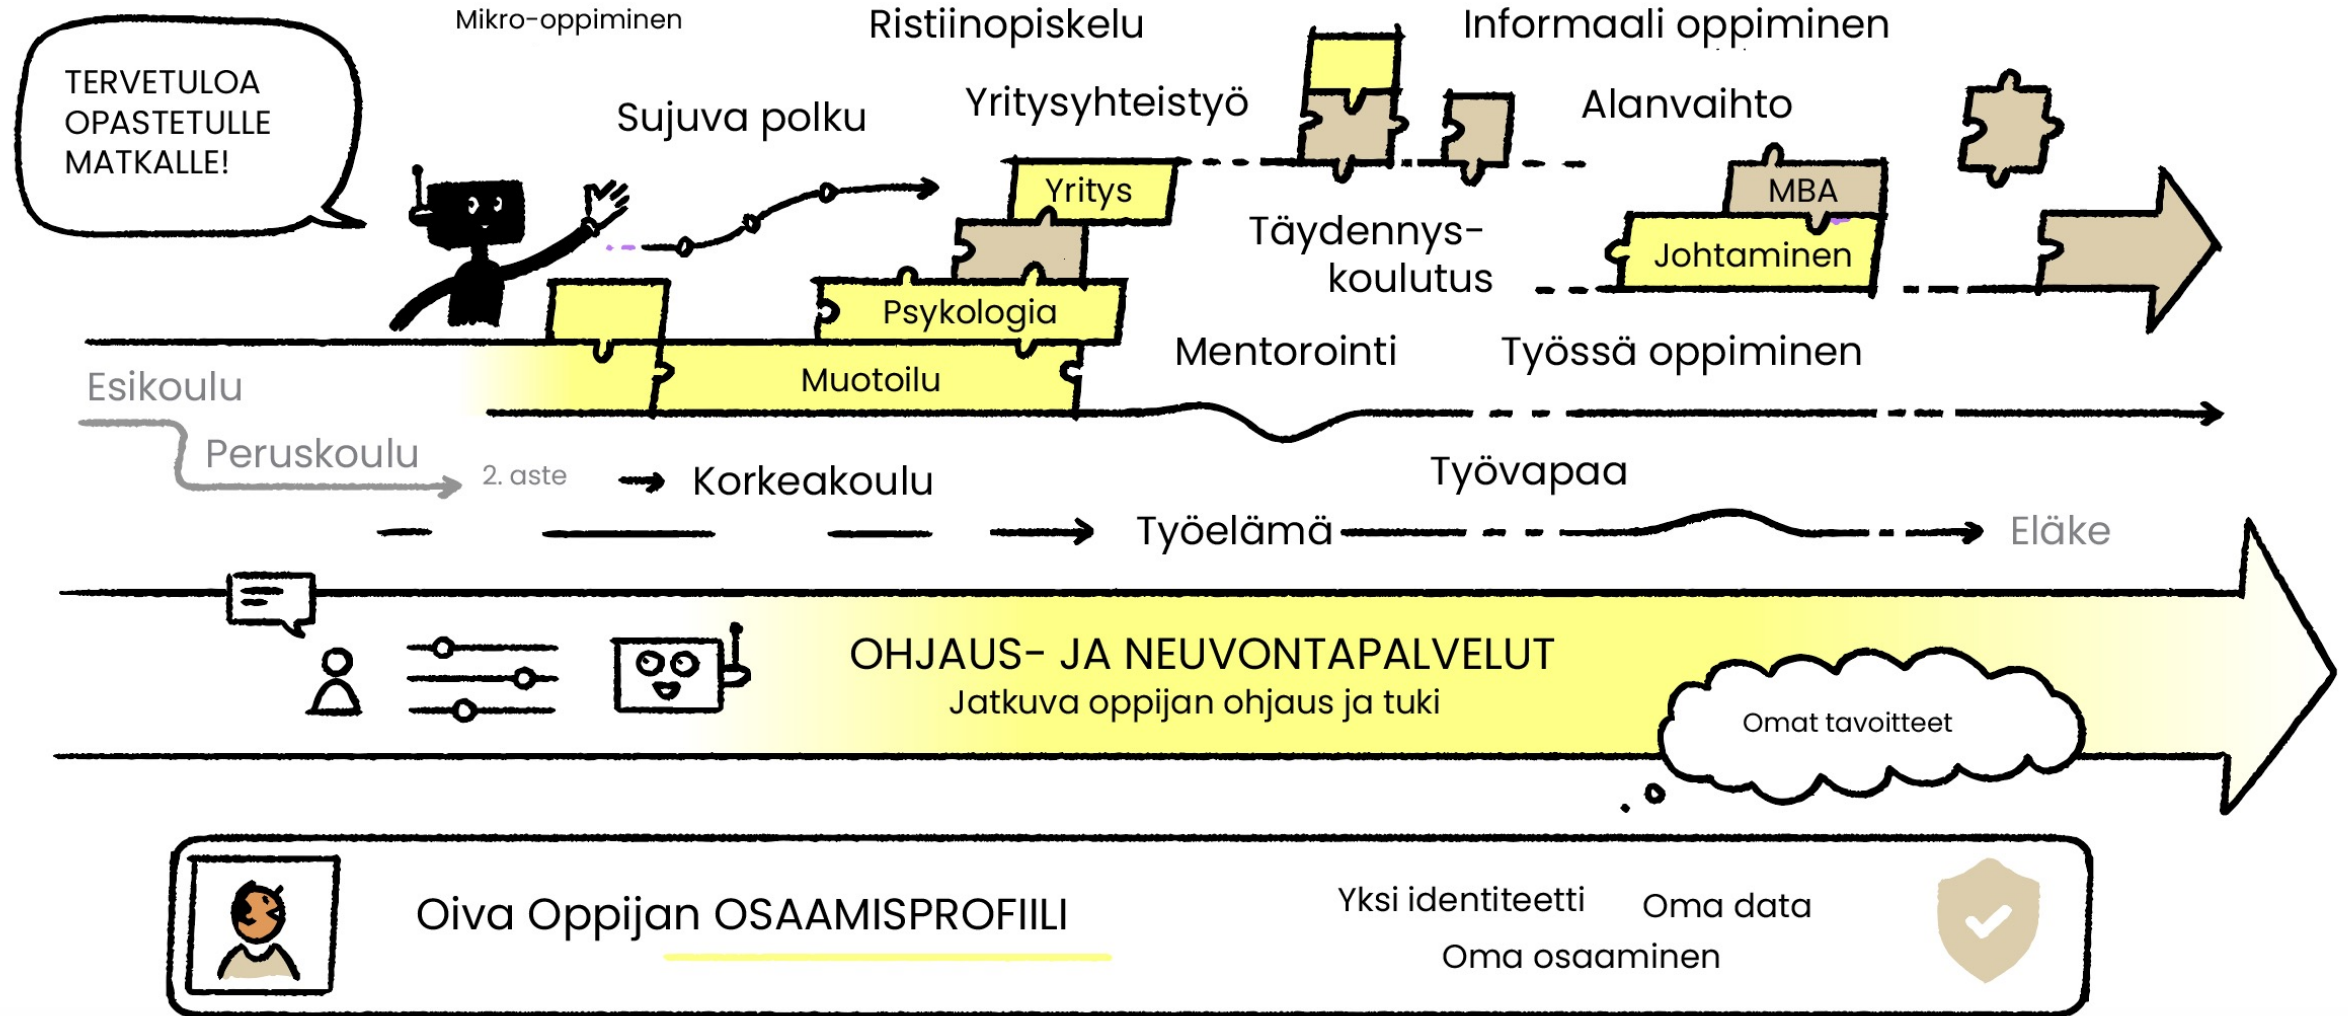 Mikro-oppiminen
Ristiinopiskelu
Informaali oppiminen
TERVETULOA
OPASTETULLE
MATKALLE!
Sujuva polku
Yritysyhteistyö
Alanvaihto
Yritys
MBA
Täydennys-
koulutus
Johtaminen
Psykologia
Mentorointi
Työssä oppiminen
Muotoilu
Esikoulu
Peruskoulu
2. aste
Korkeakoulu
Työvapaa
Työelämä
Eläke
OHJAUS- JA NEUVONTAPALVELUT
Jatkuva oppijan ohjaus ja tuki
Omat tavoitteet
Oiva Oppijan OSAAMISPROFIILI
Yksi identiteetti
Oma data
Oma osaaminen